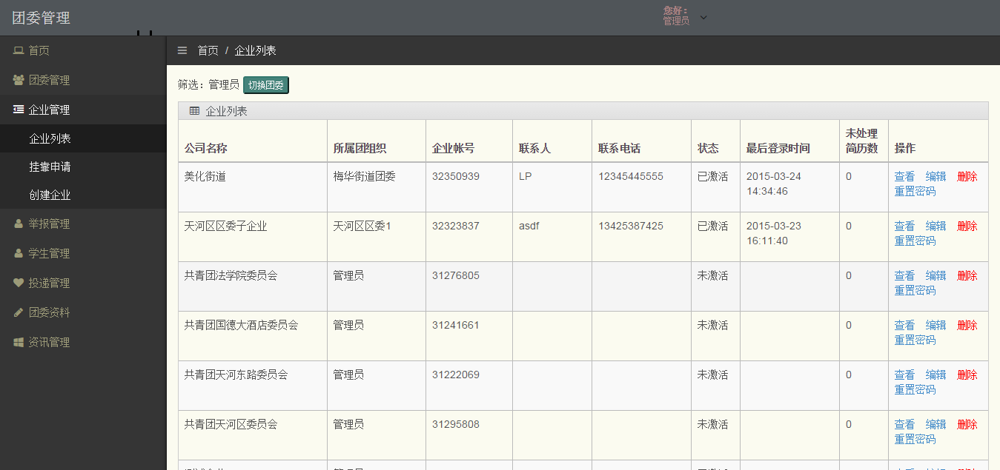 团委管理
您好：
管理员
首页
团委管理
企业管理
企业列表
挂靠申请
创建企业
举报管理
学生管理
投递管理
团委资料
资讯管理
首页 / 企业列表
筛选：管理员 切换团委
企业列表
公司名称 所属团组织 企业帐号 联系人 联系电话 状态 最后登录时间 未处理简历数 操作
美化街道 梅华街道团委 32350939 LP 12345445555 已激活 2015-03-24 0 查看 编辑 删除
14:34:46 重置密码
天河区区委子企业 天河区区委1 32323837 asdf 13425387425 已激活 2015-03-23 0 查看 编辑 删除
16:11:40 重置密码
共青团法学院委员会 管理员 31276805 未激活 0 查看 编辑 删除
重置密码
共青团国德大酒店委员会 管理员 31241661 未激活 0 查看 编辑 删除
重置密码
共青团天河东路委员会 管理员 31222069 未激活 0 查看 编辑 删除
重置密码
共青团天河区委员会 管理员 31295808 未激活 0 查看 编辑 删除
重置密码